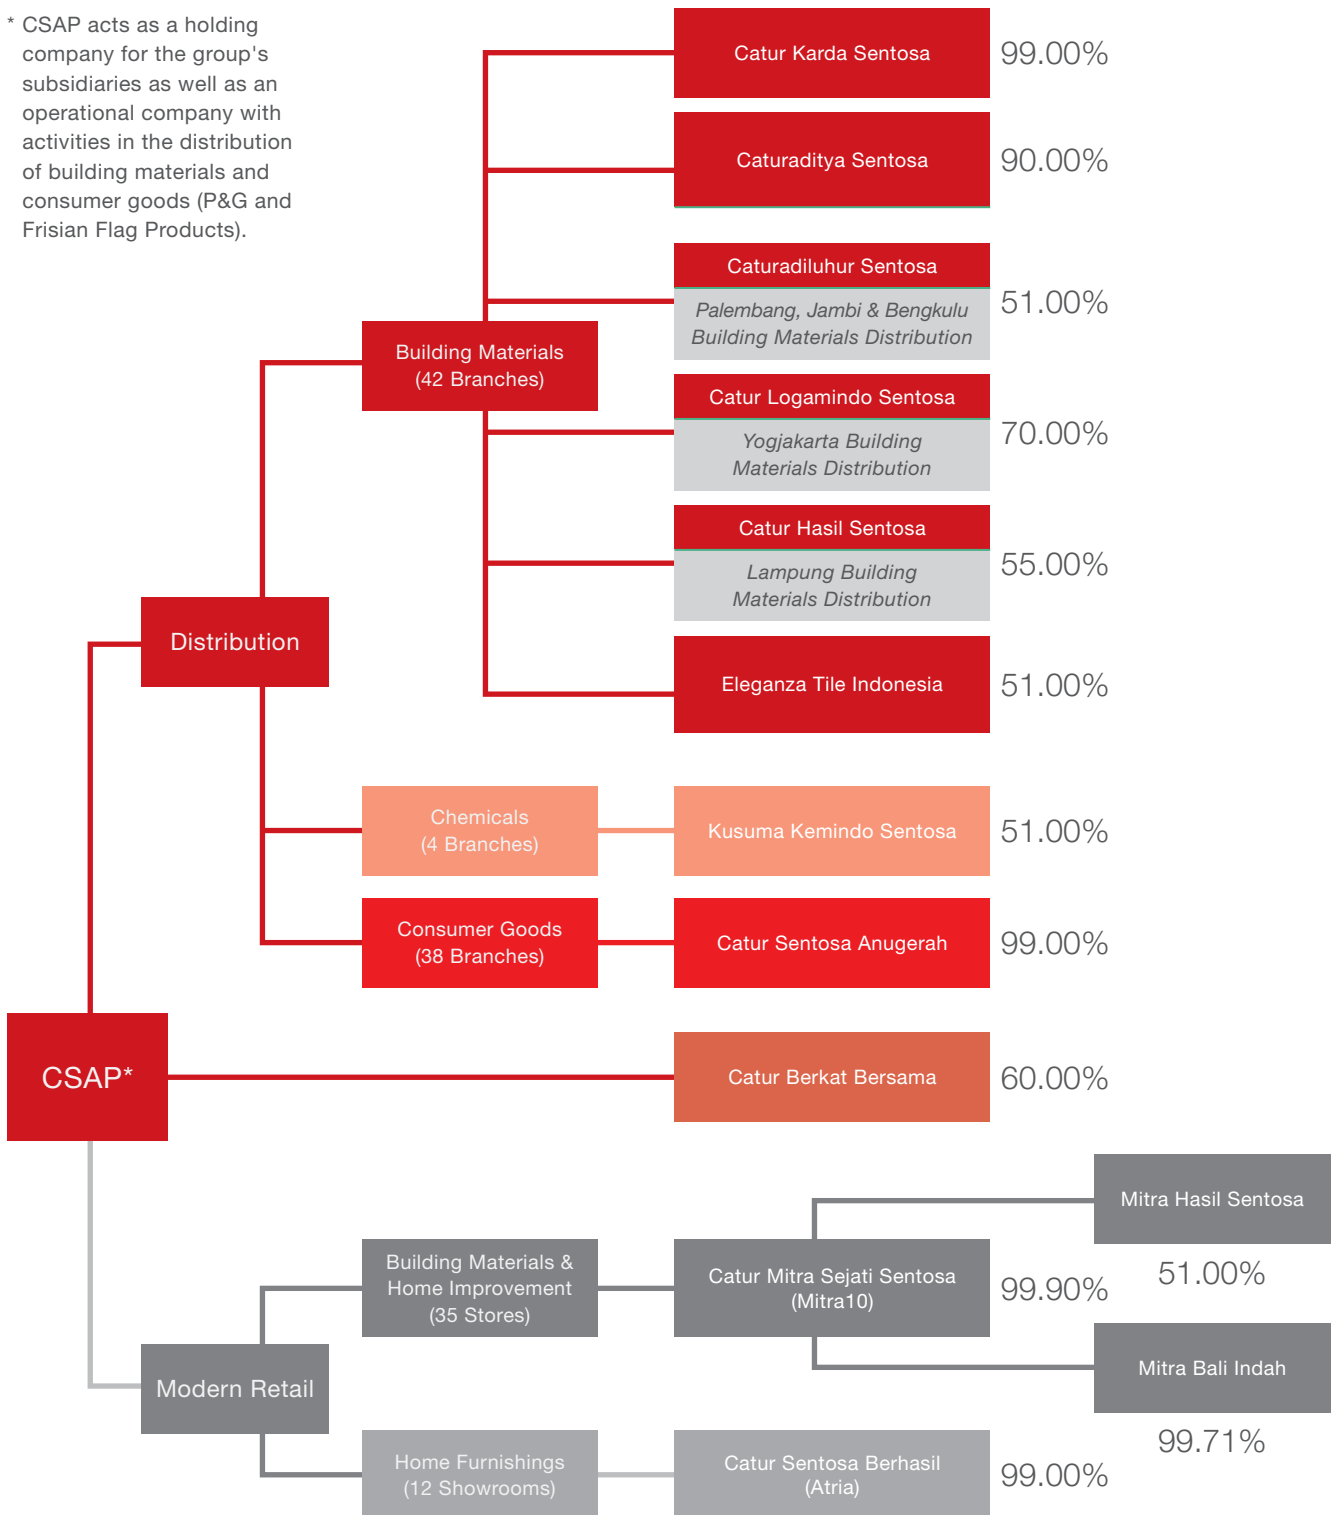 * CSAP acts as a holding
company for the group's
subsidiaries as well as an
operational company with
activities in the distribution
of building materials and
consumer goods (P&G and
Frisian Flag Products).
Catur Karda Sentosa
99.00%
Caturaditya Sentosa
90.00%
Caturadiluhur Sentosa
Palembang, Jambi & Bengkulu
Building Materials Distribution
51.00%
Building Materials
(42 Branches)
Catur Logamindo Sentosa
Yogjakarta Building
Materials Distribution
70.00%
Catur Hasil Sentosa
Lampung Building
Materials Distribution
55.00%
Distribution
Eleganza Tile Indonesia
51.00%
Chemicals
(4 Branches)
Kusuma Kemindo Sentosa
51.00%
Consumer Goods
(38 Branches)
Catur Sentosa Anugerah
99.00%
CSAP*
Catur Berkat Bersama
60.00%
Mitra Hasil Sentosa
51.00%
Building Materials &
Home Improvement
(35 Stores)
Catur Mitra Sejati Sentosa
(Mitra10)
99.90%
Mitra Bali Indah
99.71%
Modern Retail
Home Furnishings
(12 Showrooms)
Catur Sentosa Berhasil
(Atria)
99.00%